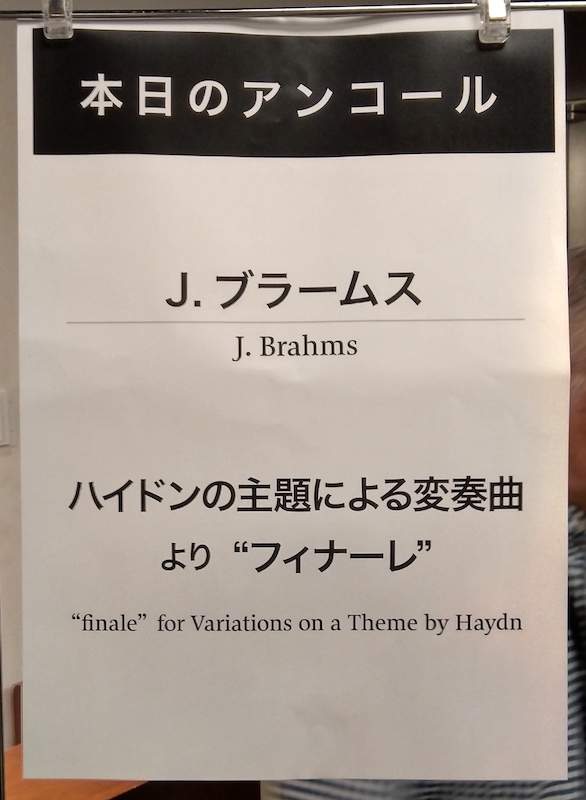 本日のアンコール
J. ブラームス
J. Brahms
ハイドンの主題による変奏曲
より “フィナーレ”
“finale” for Variations on a Theme by Haydn